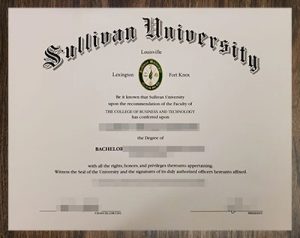 Sullivan University
Louisville
Lexington Fort Knox
Be it known that Sullivan University
upon the recommendation of the Faculty of
THE COLLEGE OF BUSINESS AND TECHNOLOGY
has conferred upon
the Degree of
BACHELOR
with all the rights, honors and privileges thereunto appertaining.
Witness the Seal of the University and the signatures of its duly authorized officers hereunto affixed.
CHANCELLOR
PRESIDENT